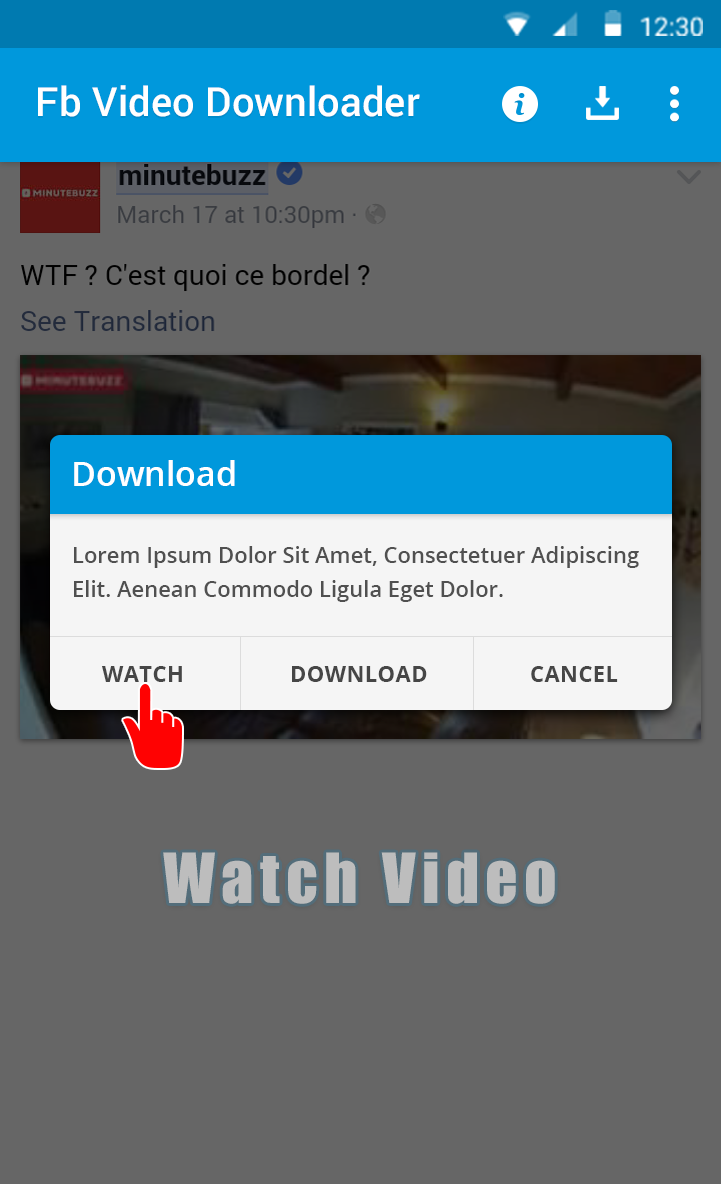 12:30
Fb Video Downloader
MINUTEBUZZ
minutebuzz
March 17 at 10:30pm ·
WTF ? C'est quoi ce bordel ?
See Translation
MINUTEBUZZ
Download
Lorem Ipsum Dolor Sit Amet, Consectetuer Adipiscing
Elit. Aenean Commodo Ligula Eget Dolor.
WATCH DOWNLOAD CANCEL
Watch Video